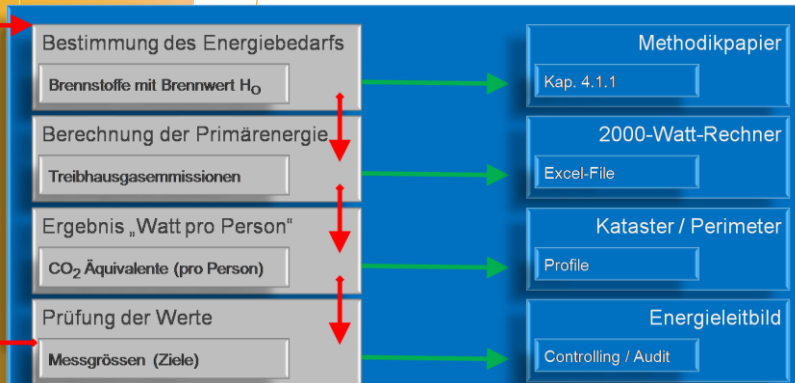 Bestimmung des Energiebedarfs
Brennstoffe mit Brennwert HO
Methodikpapier
Kap. 4.1.1
Berechnung der Primärenergie
Treibhausgasemmissionen
2000-Watt-Rechner
Excel-File
Ergebnis „Watt pro Person“
CO2 Äquivalente (pro Person)
Kataster / Perimeter
Profile
Prüfung der Werte
Messgrössen (Ziele)
Energieleitbild
Controlling / Audit